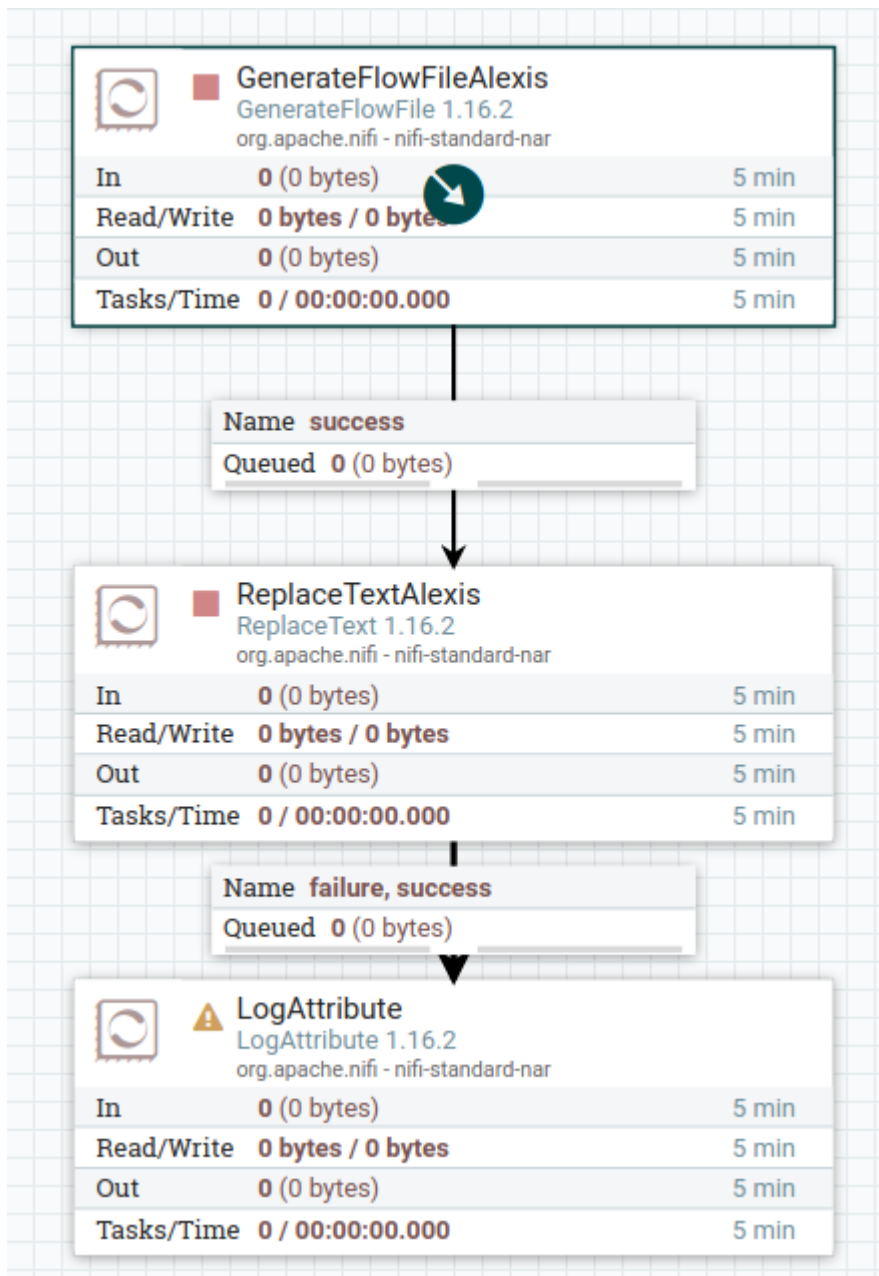 GenerateFlowFileAlexis
GenerateFlowFile 1.16.2
org.apache.nifi - nifi-standard-nar
In 0 (0 bytes) 5 min
Read/Write 0 bytes / 0 bytes 5 min
Out 0 (0 bytes) 5 min
Tasks/Time 0 / 00:00:00.000 5 min
Name success
Queued 0 (0 bytes)
ReplaceTextAlexis
ReplaceText 1.16.2
org.apache.nifi - nifi-standard-nar
In 0 (0 bytes) 5 min
Read/Write 0 bytes / 0 bytes 5 min
Out 0 (0 bytes) 5 min
Tasks/Time 0 / 00:00:00.000 5 min
Name failure, success
Queued 0 (0 bytes)
LogAttribute
LogAttribute 1.16.2
org.apache.nifi - nifi-standard-nar
In 0 (0 bytes) 5 min
Read/Write 0 bytes / 0 bytes 5 min
Out 0 (0 bytes) 5 min
Tasks/Time 0 / 00:00:00.000 5 min